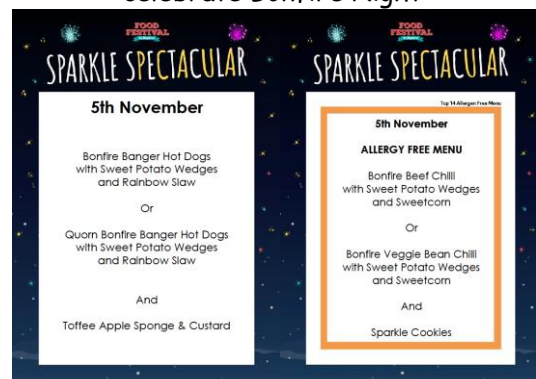 Celebrate Bonfire Night
FOOD
FESTIVAL
SPARKLE SPECTACULAR
5th November
Bonfire Banger Hot Dogs
with Sweet Potato Wedges
and Rainbow Slaw
Or
Quorn Bonfire Banger Hot Dogs
with Sweet Potato Wedges
and Rainbow Slaw
And
Toffee Apple Sponge & Custard
FOOD
FESTIVAL
SPARKLE SPECTACULAR
Top 14 Allergen Free Menu
5th November
ALLERGY FREE MENU
Bonfire Beef Chilli
with Sweet Potato Wedges
and Sweetcorn
Or
Bonfire Veggie Bean Chilli
with Sweet Potato Wedges
and Sweetcorn
And
Sparkle Cookies